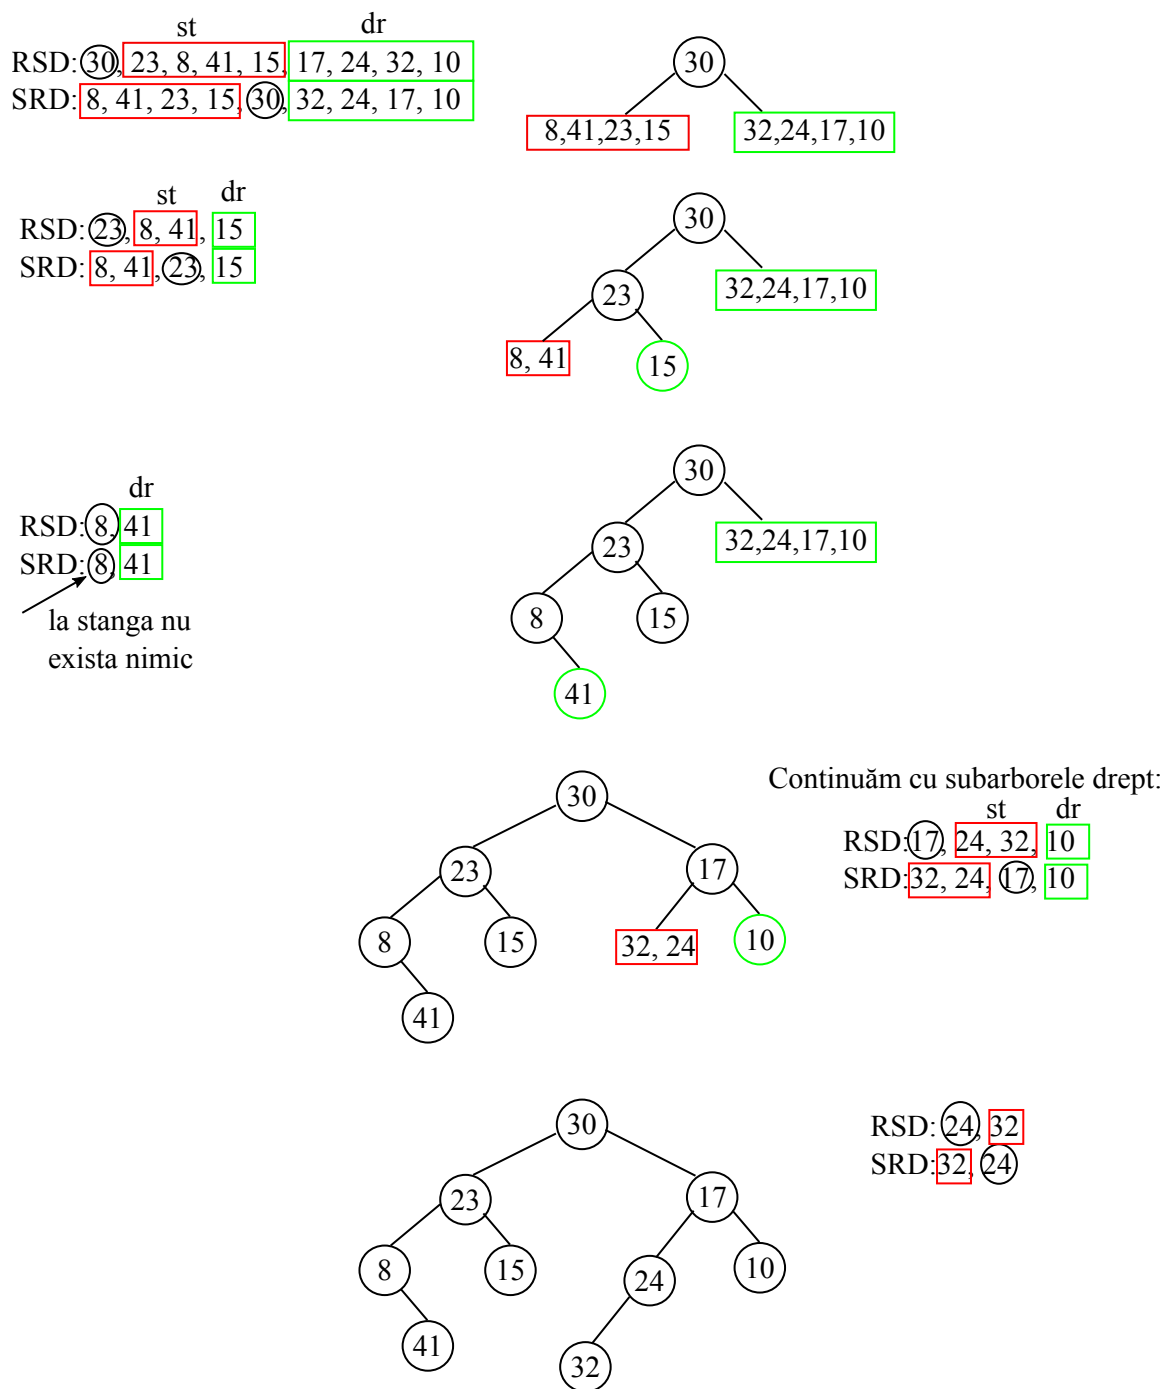 st dr
RSD: 30, 23, 8, 41, 15, 17, 24, 32, 10
SRD: 8, 41, 23, 15, 30, 32, 24, 17, 10
30
8,41,23,15 32,24,17,10
st dr
RSD: 23, 8, 41, 15
SRD: 8, 41, 23, 15
30
23 32,24,17,10
8, 41 15
dr
RSD: 8, 41
SRD: 8, 41
la stanga nu
exista nimic
30
23 32,24,17,10
8 15
41
Continuăm cu subarborele drept:
st dr
RSD: 17, 24, 32, 10
SRD: 32, 24, 17, 10
30
23 17
8 15 32, 24 10
41
RSD: 24, 32
SRD: 32, 24
30
23 17
8 15 24 10
41 32